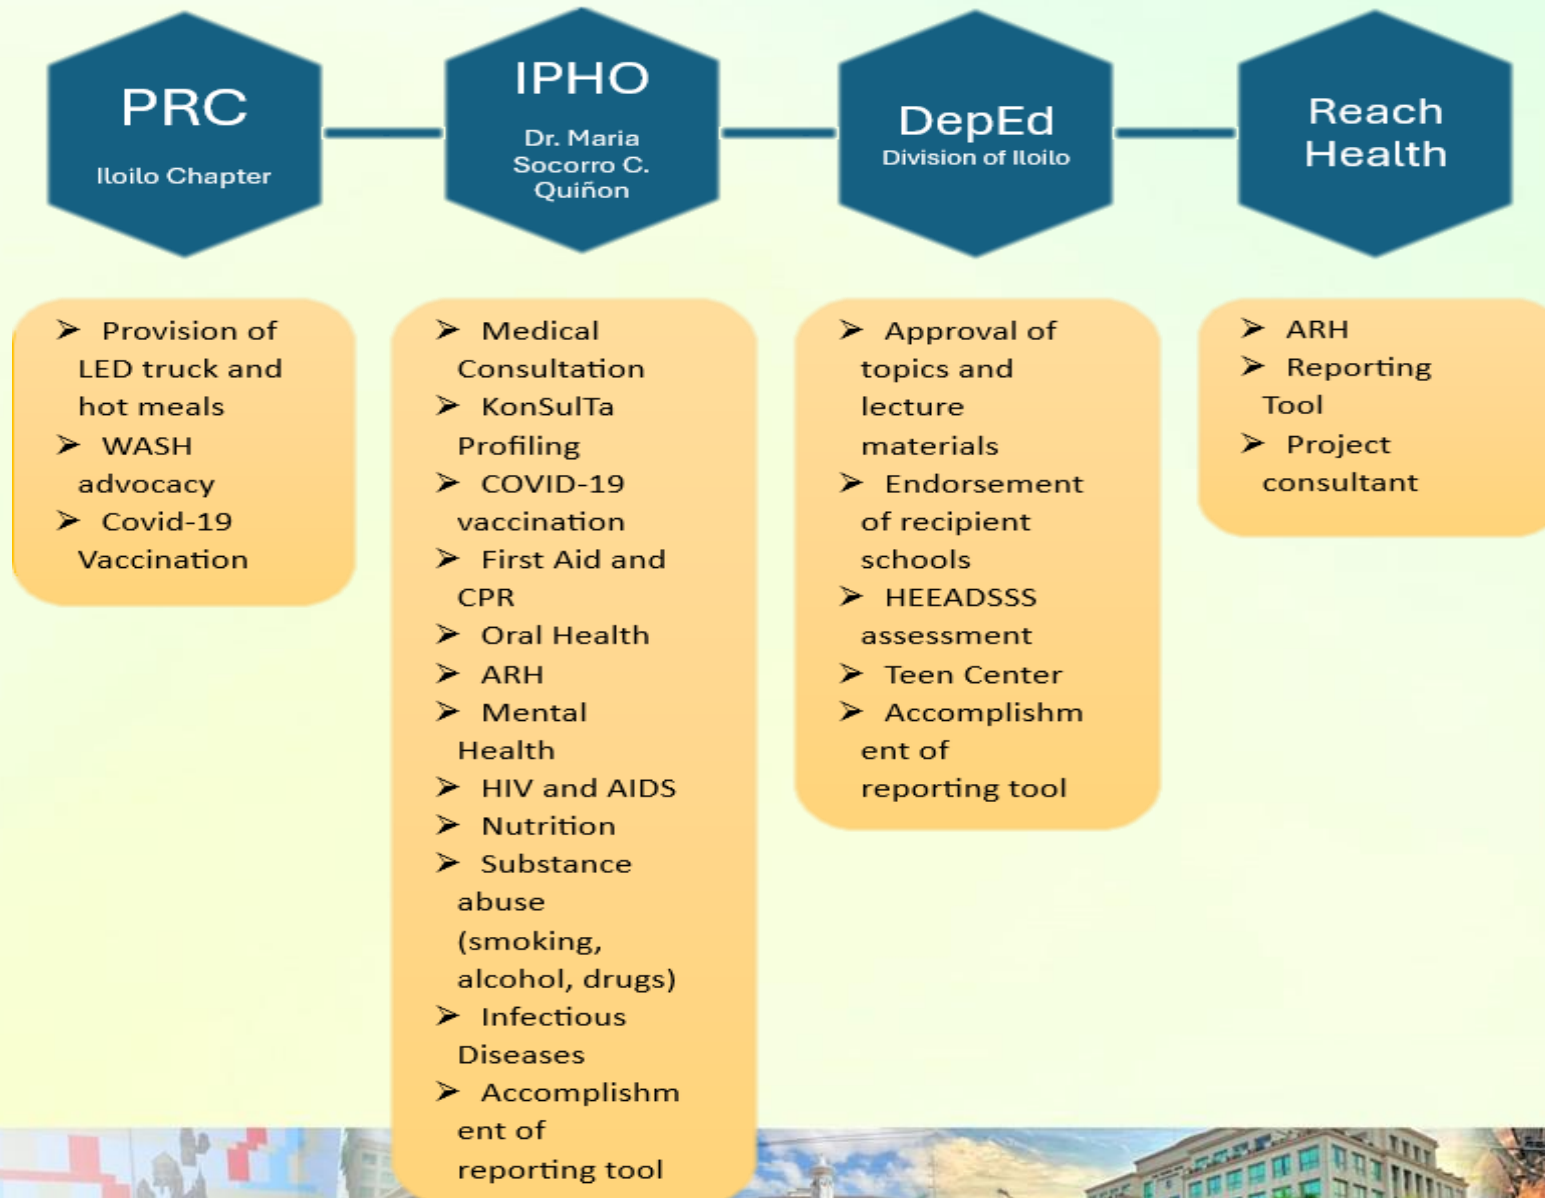 PRC
Iloilo Chapter
IPHO
Dr. Maria
Socorro C.
Quiñon
DepEd
Division of Iloilo
Reach
Health
➢ Provision of
LED truck and
hot meals
➢ WASH
advocacy
➢ Covid-19
Vaccination
➢ Medical
Consultation
➢ KonSulTa
Profiling
➢ COVID-19
vaccination
➢ First Aid and
CPR
➢ Oral Health
➢ ARH
➢ Mental
Health
➢ HIV and AIDS
➢ Nutrition
➢ Substance
abuse
(smoking,
alcohol, drugs)
➢ Infectious
Diseases
➢ Accomplishm
ent of
reporting tool
➢ Approval of
topics and
lecture
materials
➢ Endorsement
of recipient
schools
➢ HEEADSSS
assessment
➢ Teen Center
➢ Accomplishm
ent of
reporting tool
➢ ARH
➢ Reporting
Tool
➢ Project
consultant